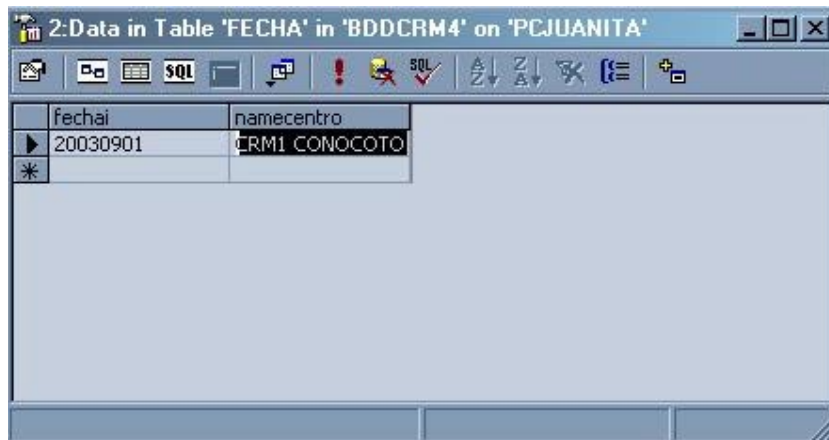 2:Data in Table 'FECHA' in 'BDDCRM4' on 'PCJUANITA'
SQL SQL A Z Z A
fechai namecentro
20030901 CRM1 CONOCOTO